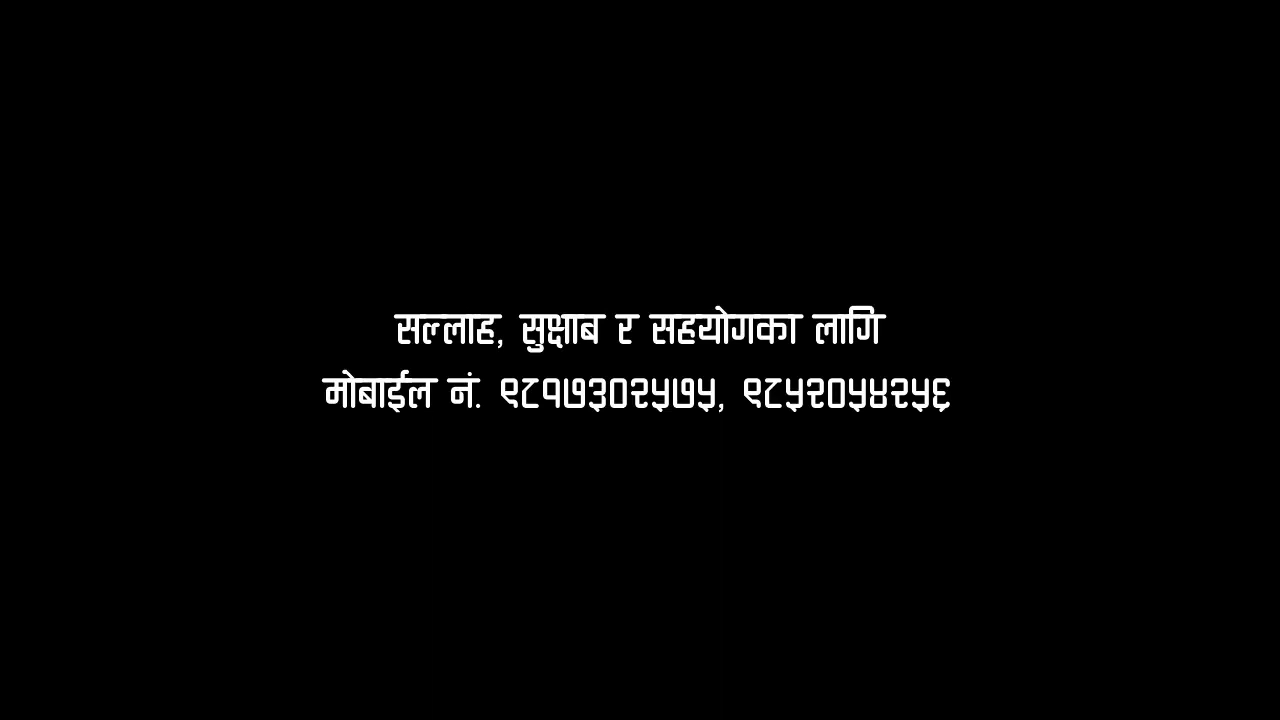 सल्लाह, सुक्षाब र सहयोगका लागि
मोबाईल नं. ९८१७३०२५७५, ९८५२०५४२५६